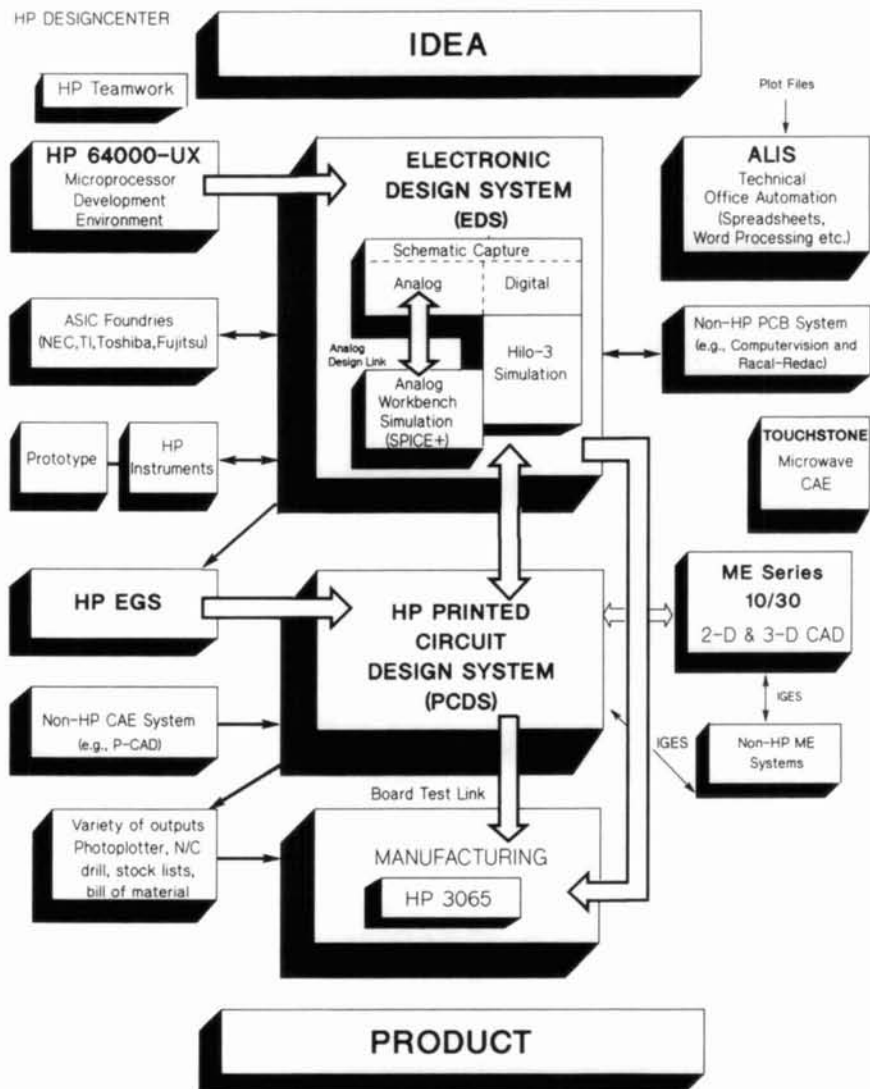 HP DESIGNCENTER
IDEA
HP Teamwork
Plot Files
HP 64000-UX
Microprocessor
Development
Environment
ELECTRONIC
DESIGN SYSTEM
(EDS)
Schematic Capture
Analog
Digital
Analog
Design Link
Hilo-3
Simulation
Analog
Workbench
Simulation
(SPICE+)
ALIS
Technical
Office Automation
(Spreadsheets,
Word Processing etc.)
ASIC Foundries
(NEC,TI,Toshiba,Fujitsu)
Non-HP PCB System
(e.g., Computervision and
Racal-Redac)
Prototype
HP
Instruments
TOUCHSTONE
Microwave
CAE
HP EGS
HP PRINTED
CIRCUIT
DESIGN SYSTEM
(PCDS)
ME Series
10/30
2-D & 3-D CAD
IGES
Non-HP CAE System
(e.g., P-CAD)
IGES
Non-HP ME
Systems
Board Test Link
Variety of outputs
Photoplotter, N/C
drill, stock lists,
bill of material
MANUFACTURING
HP 3065
PRODUCT